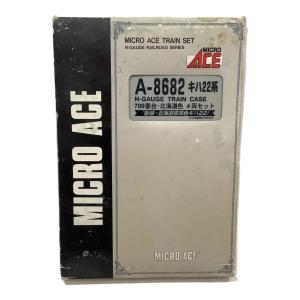 MICRO ACE TRAIN SET
N-GAUGE RAILROAD SERIES
MICRO
ACE
A-8682 キハ22系
N-GAUGE TRAIN CASE
700番台・北海道色 4両セット
MICRO ACE
MICRO ACE